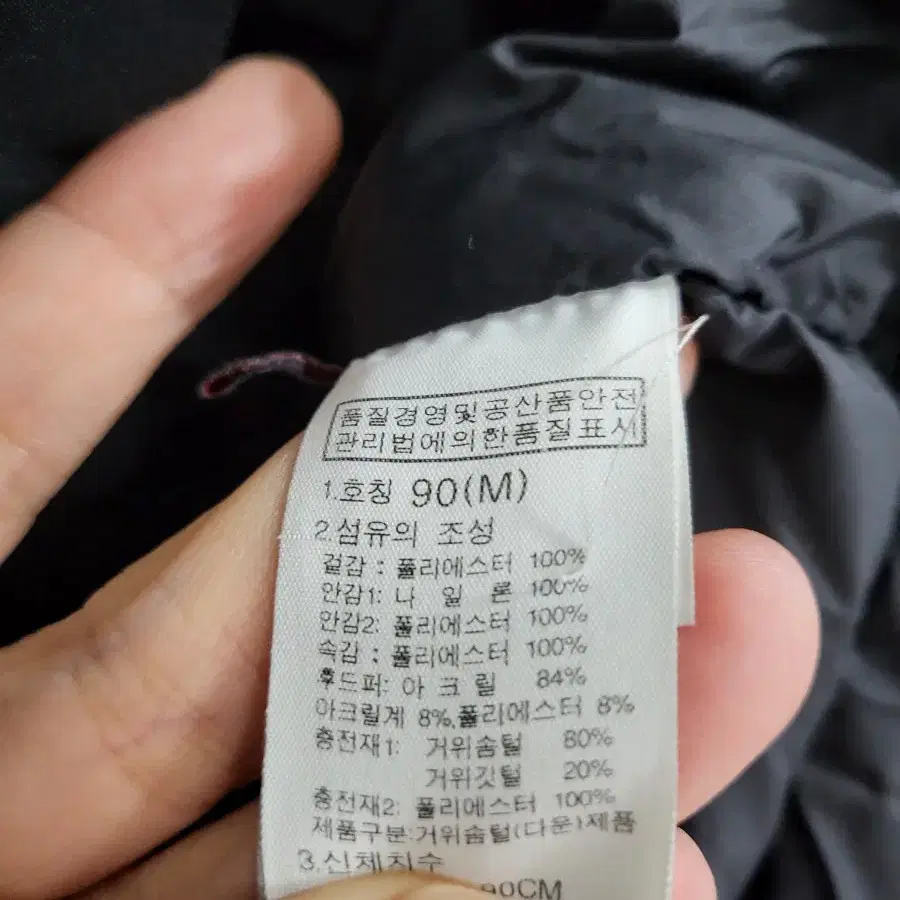 품질경영및공산품안전
관리법에의한품질표시
1.호칭 90(M)
2.섬유의 조성
겉감 : 폴리에스터 100%
안감1: 나 일 론 100%
안감2: 폴리에스터 100%
속감 : 폴리에스터 100%
후드퍼: 아 크 릴 84%
아크릴계 8%,폴리에스터 8%
충전재1: 거위솜털 80%
거위깃털 20%
충전재2: 폴리에스터 100%
제품구분:거위솜털(다운)제품
3.신체치수
90CM